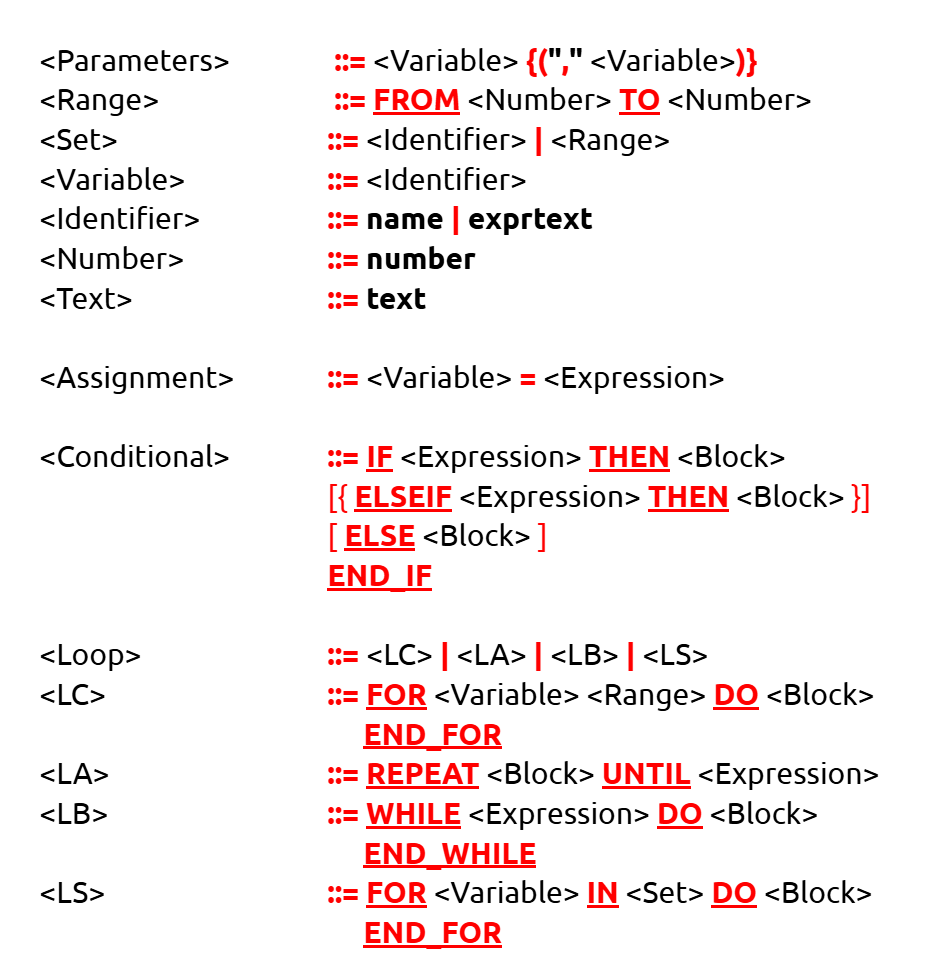 <Parameters> ::= <Variable> {("," <Variable>)}
<Range> ::= FROM <Number> TO <Number>
<Set> ::= <Identifier> | <Range>
<Variable> ::= <Identifier>
<Identifier> ::= name | exprtext
<Number> ::= number
<Text> ::= text
<Assignment> ::= <Variable> = <Expression>
<Conditional> ::= IF <Expression> THEN <Block>
[{ ELSEIF <Expression> THEN <Block> }]
[ ELSE <Block> ]
END_IF
<Loop> ::= <LC> | <LA> | <LB> | <LS>
<LC> ::= FOR <Variable> <Range> DO <Block>
END_FOR
<LA> ::= REPEAT <Block> UNTIL <Expression>
<LB> ::= WHILE <Expression> DO <Block>
END_WHILE
<LS> ::= FOR <Variable> IN <Set> DO <Block>
END_FOR